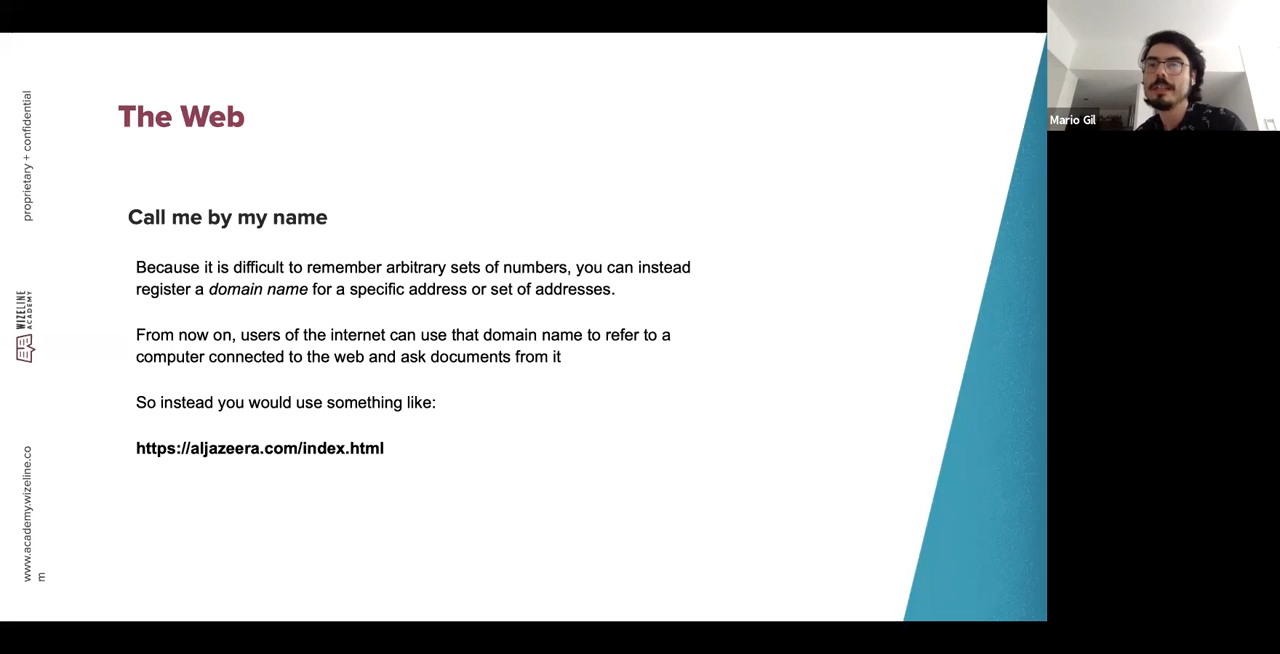 proprietary + confidential
WIZELINE
ACADEMY
www.academy.wizeline.co
m
The Web
Call me by my name
Because it is difficult to remember arbitrary sets of numbers, you can instead
register a domain name for a specific address or set of addresses.
From now on, users of the internet can use that domain name to refer to a
computer connected to the web and ask documents from it
So instead you would use something like:
https://aljazeera.com/index.html
Mario Gil